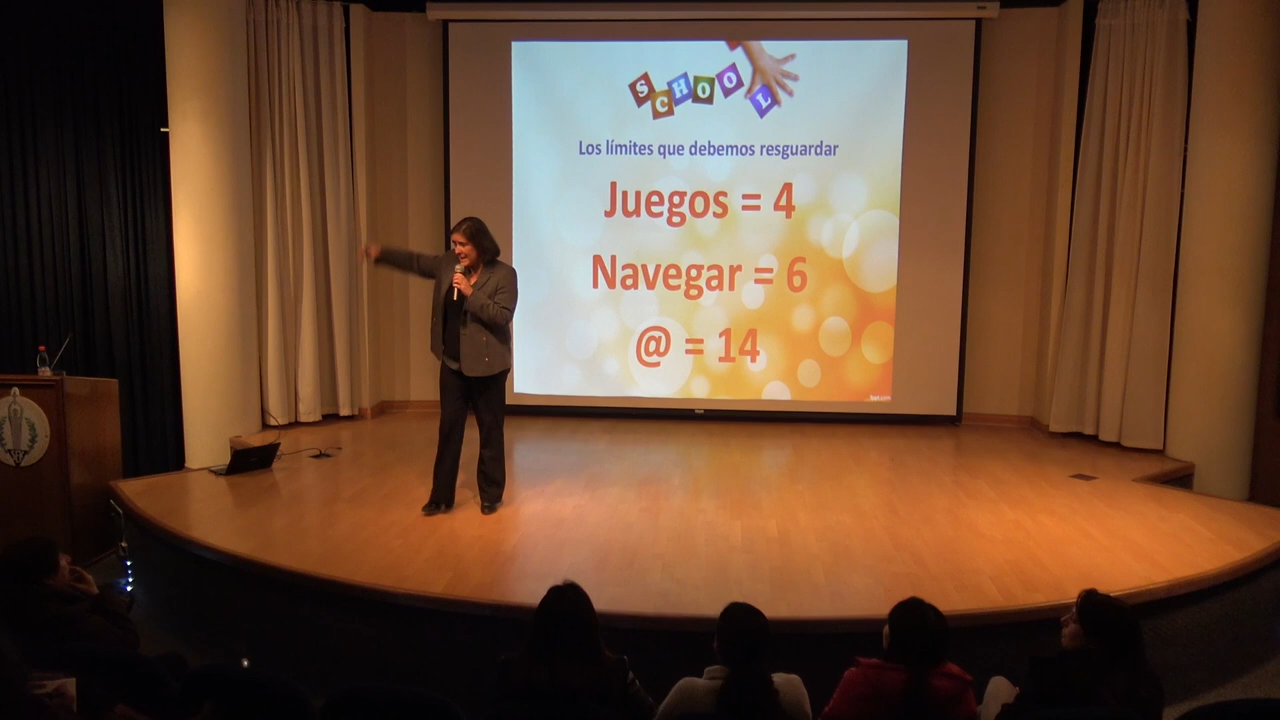 SCHOOL
Los límites que debemos resguardar
Juegos = 4
Navegar = 6
@ = 14